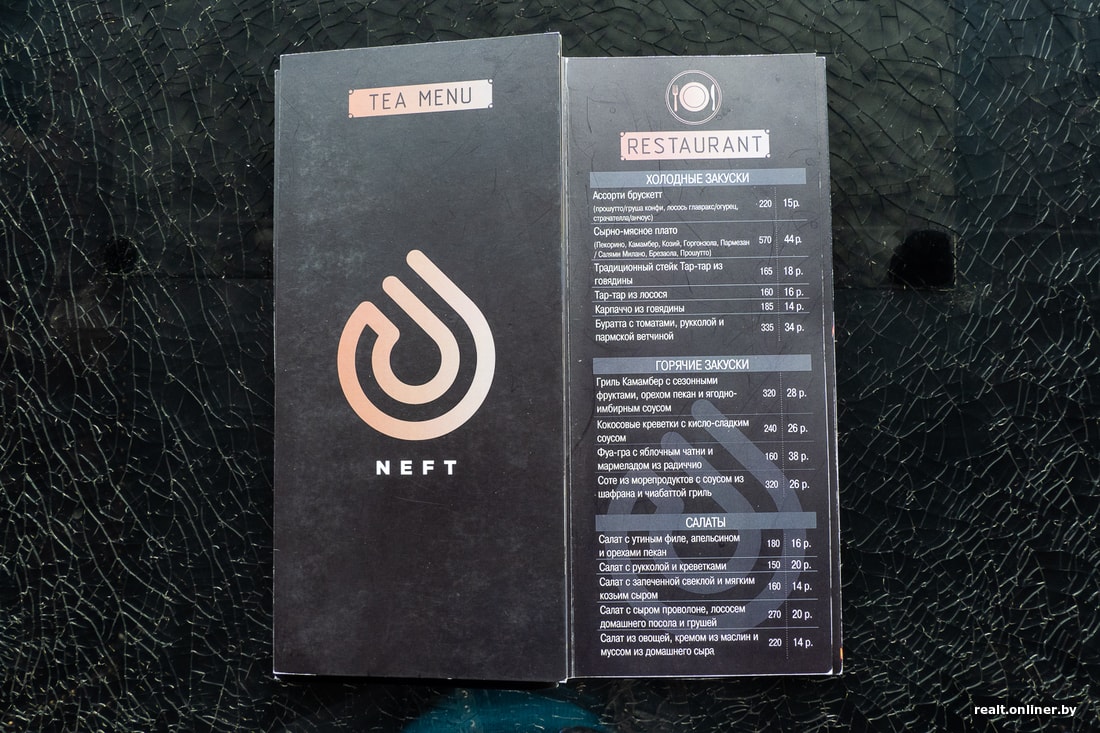 TEA MENU
NEFT
RESTAURANT
ХОЛОДНЫЕ ЗАКУСКИ
Ассорти брускетт 220 15р.
(прошутто/груша конфи, лосось главракс/огурец,
страчателла/анчоус)
Сырно-мясное плато 570 44 р.
(Пекорино, Камамбер, Козий, Горгонзола, Пармезан
/ Салями Милано, Брезаола, Прошутто)
Традиционный стейк Тар-тар из 165 18 р.
говядины
Тар-тар из лосося 160 16 р.
Карпаччо из говядины 185 14 р.
Буратта с томатами, рукколой и 335 34 р.
пармской ветчиной
ГОРЯЧИЕ ЗАКУСКИ
Гриль Камамбер с сезонными
фруктами, орехом пекан и ягодно- 320 28 р.
имбирным соусом
Кокосовые креветки с кисло-сладким 240 26 р.
соусом
Фуа-гра с яблочным чатни и 160 38 р.
мармеладом из радиччио
Соте из морепродуктов с соусом из 320 26 р.
шафрана и чиабаттой гриль
САЛАТЫ
Салат с утиным филе, апельсином 180 16 р.
и орехами пекан
Салат с рукколой и креветками 150 20 р.
Салат с запеченной свеклой и мягким 160 14 р.
козьим сыром
Салат с сыром проволоне, лососем 270 20 р.
домашнего посола и грушей
Салат из овощей, кремом из маслин и 220 14 р.
муссом из домашнего сыра
realt.onliner.by